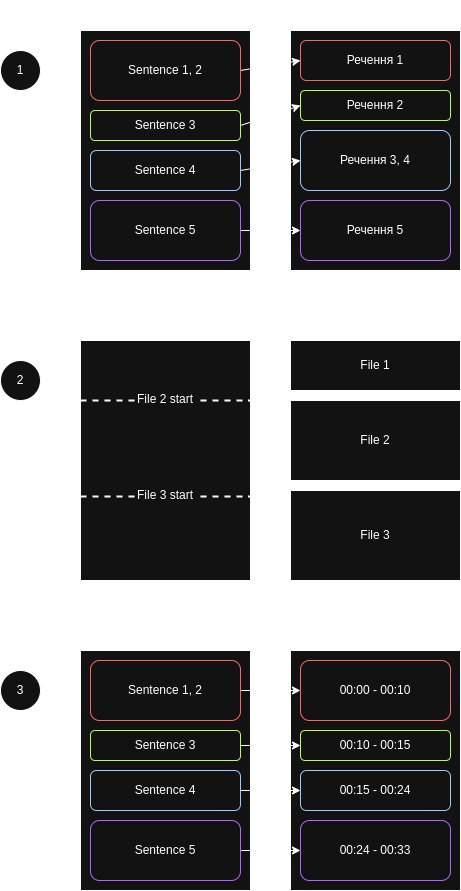 1
Sentence 1, 2
Речення 1
Sentence 3
Речення 2
Sentence 4
Речення 3, 4
Sentence 5
Речення 5
2
File 2 start
File 3 start
File 1
File 2
File 3
3
Sentence 1, 2
00:00 - 00:10
Sentence 3
00:10 - 00:15
Sentence 4
00:15 - 00:24
Sentence 5
00:24 - 00:33